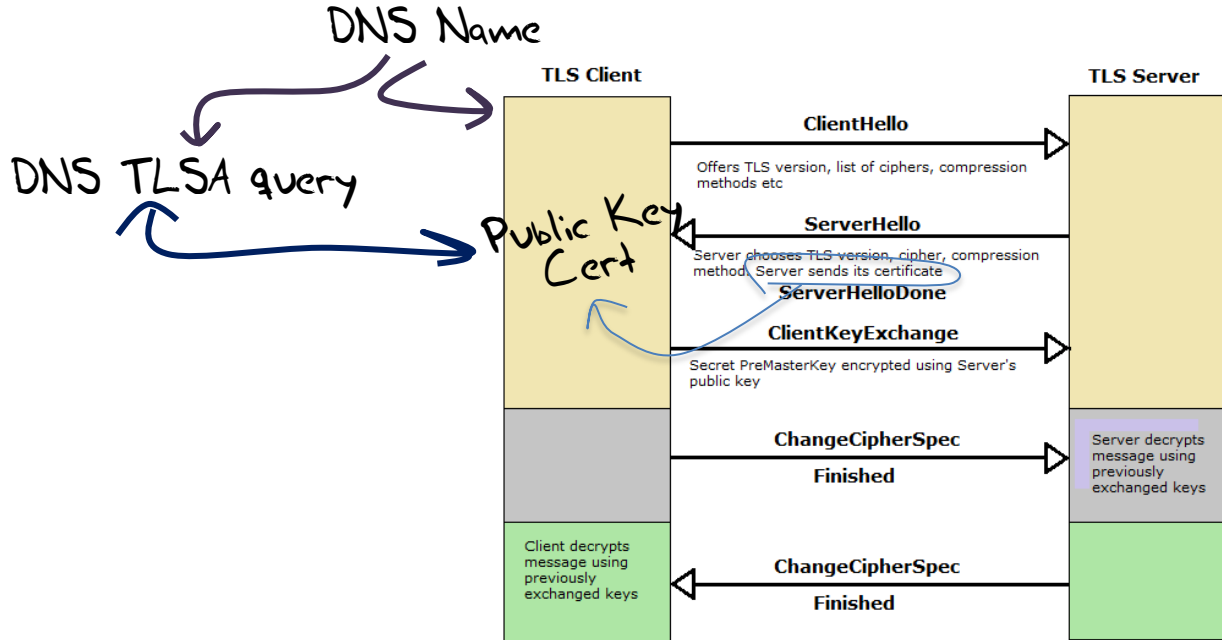 DNS Name
TLS Client
TLS Server
ClientHello
Offers TLS version, list of ciphers, compression
methods etc
DNS TLSA query
Public Key
Cert
ServerHello
Server chooses TLS version, cipher, compression
method. Server sends its certificate
ServerHelloDone
ClientKeyExchange
Secret PreMasterKey encrypted using Server's
public key
ChangeCipherSpec
Finished
Server decrypts
message using
previously
exchanged keys
Client decrypts
message using
previously
exchanged keys
ChangeCipherSpec
Finished